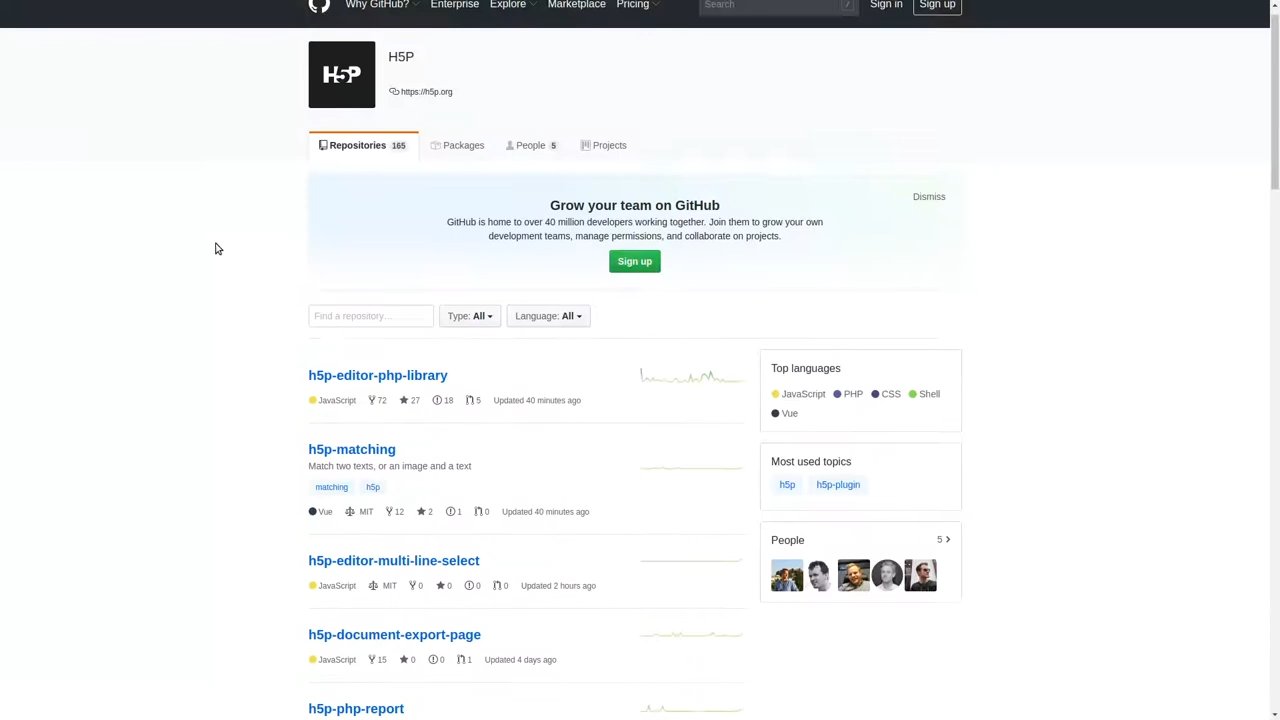 Why GitHub? Enterprise Explore Marketplace Pricing Search / Sign in Sign up
H5P
H5P
https://h5p.org
Repositories 165 Packages People 5 Projects
Grow your team on GitHub
Dismiss
GitHub is home to over 40 million developers working together. Join them to grow your own
development teams, manage permissions, and collaborate on projects.
Sign up
Find a repository… Type: All Language: All
h5p-editor-php-library
JavaScript 72 27 18 5 Updated 40 minutes ago
h5p-matching
Match two texts, or an image and a text
matching h5p
Vue MIT 12 2 1 0 Updated 40 minutes ago
h5p-editor-multi-line-select
JavaScript MIT 0 0 0 0 Updated 2 hours ago
h5p-document-export-page
JavaScript 15 0 0 1 Updated 4 days ago
h5p-php-report
Top languages
JavaScript PHP CSS Shell
Vue
Most used topics
h5p h5p-plugin
People 5